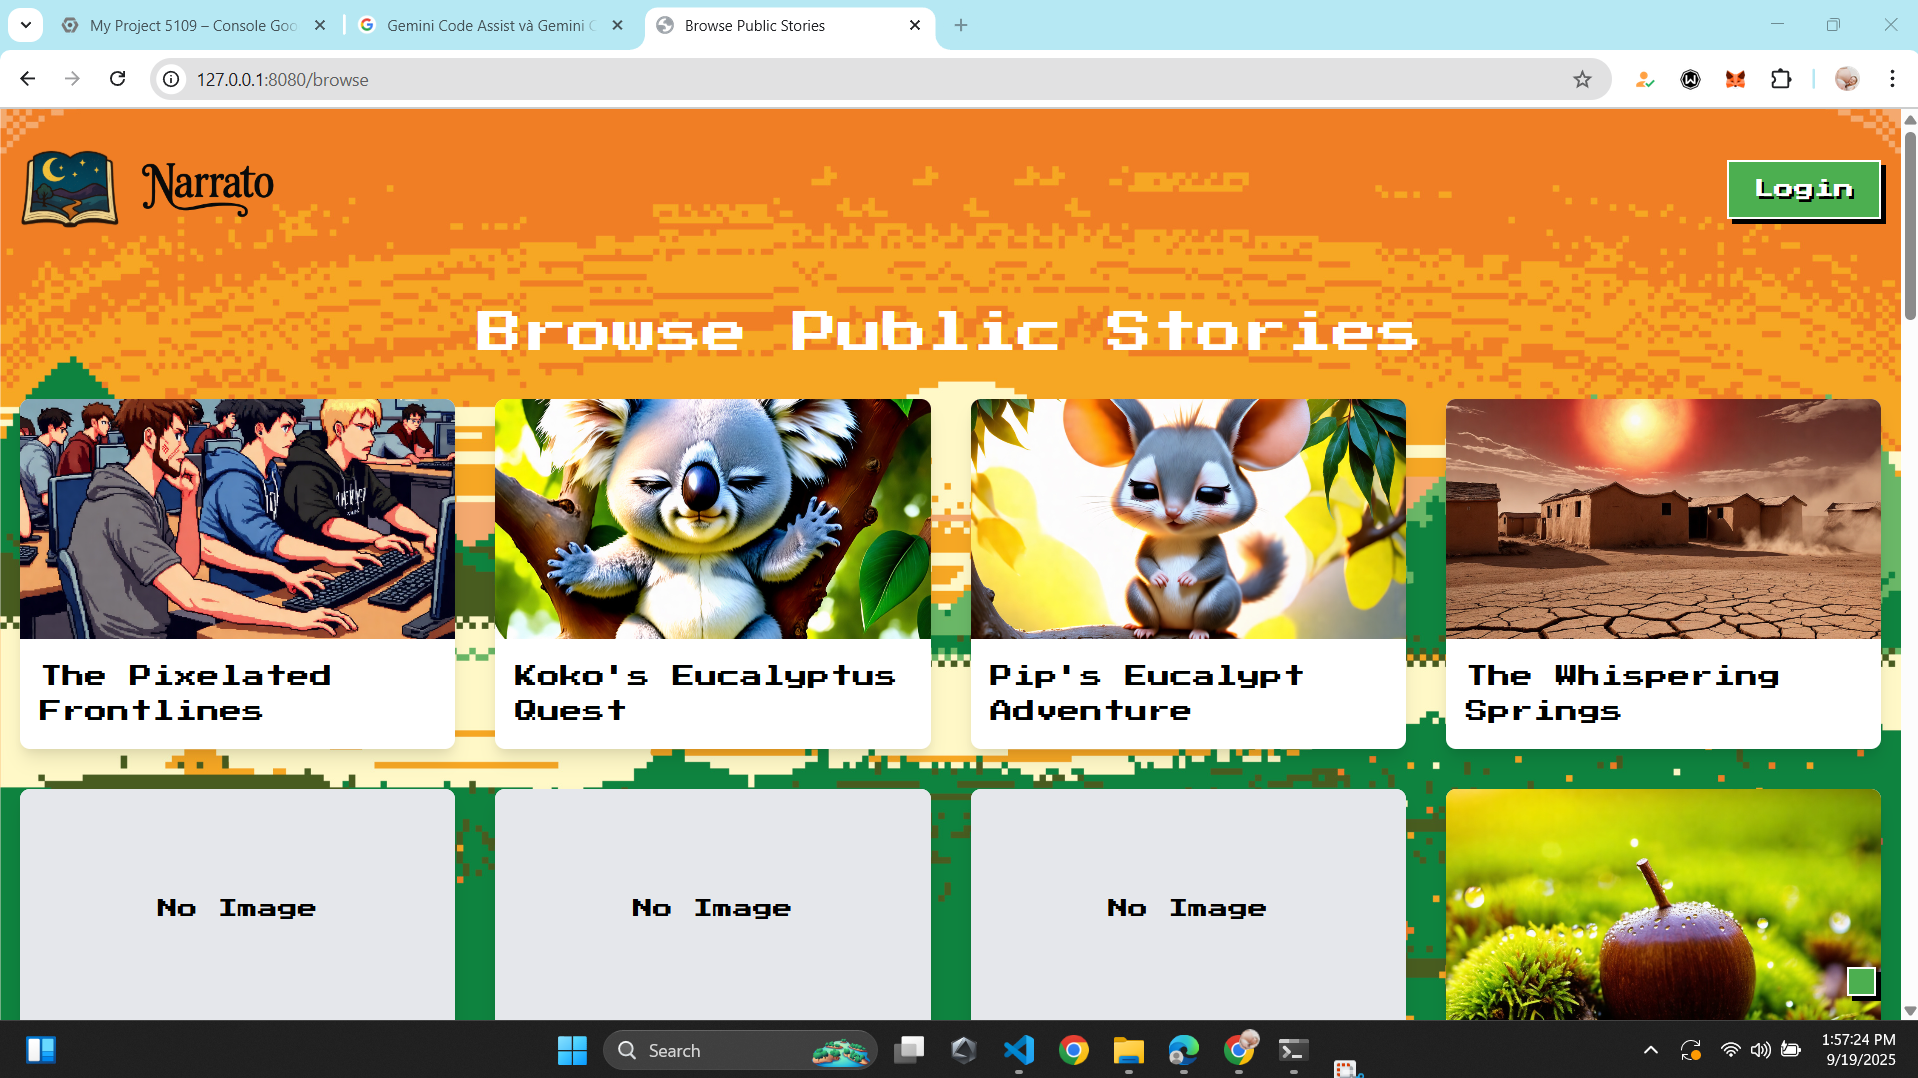 My Project 5109 – Console Goo
Gemini Code Assist và Gemini C
Browse Public Stories
127.0.0.1:8080/browse
Narrato
Login
Browse Public Stories
The Pixelated
Frontlines
Koko's Eucalyptus
Quest
Pip's Eucalypt
Adventure
The Whispering
Springs
No Image
No Image
No Image
Search
1:57:24 PM
9/19/2025